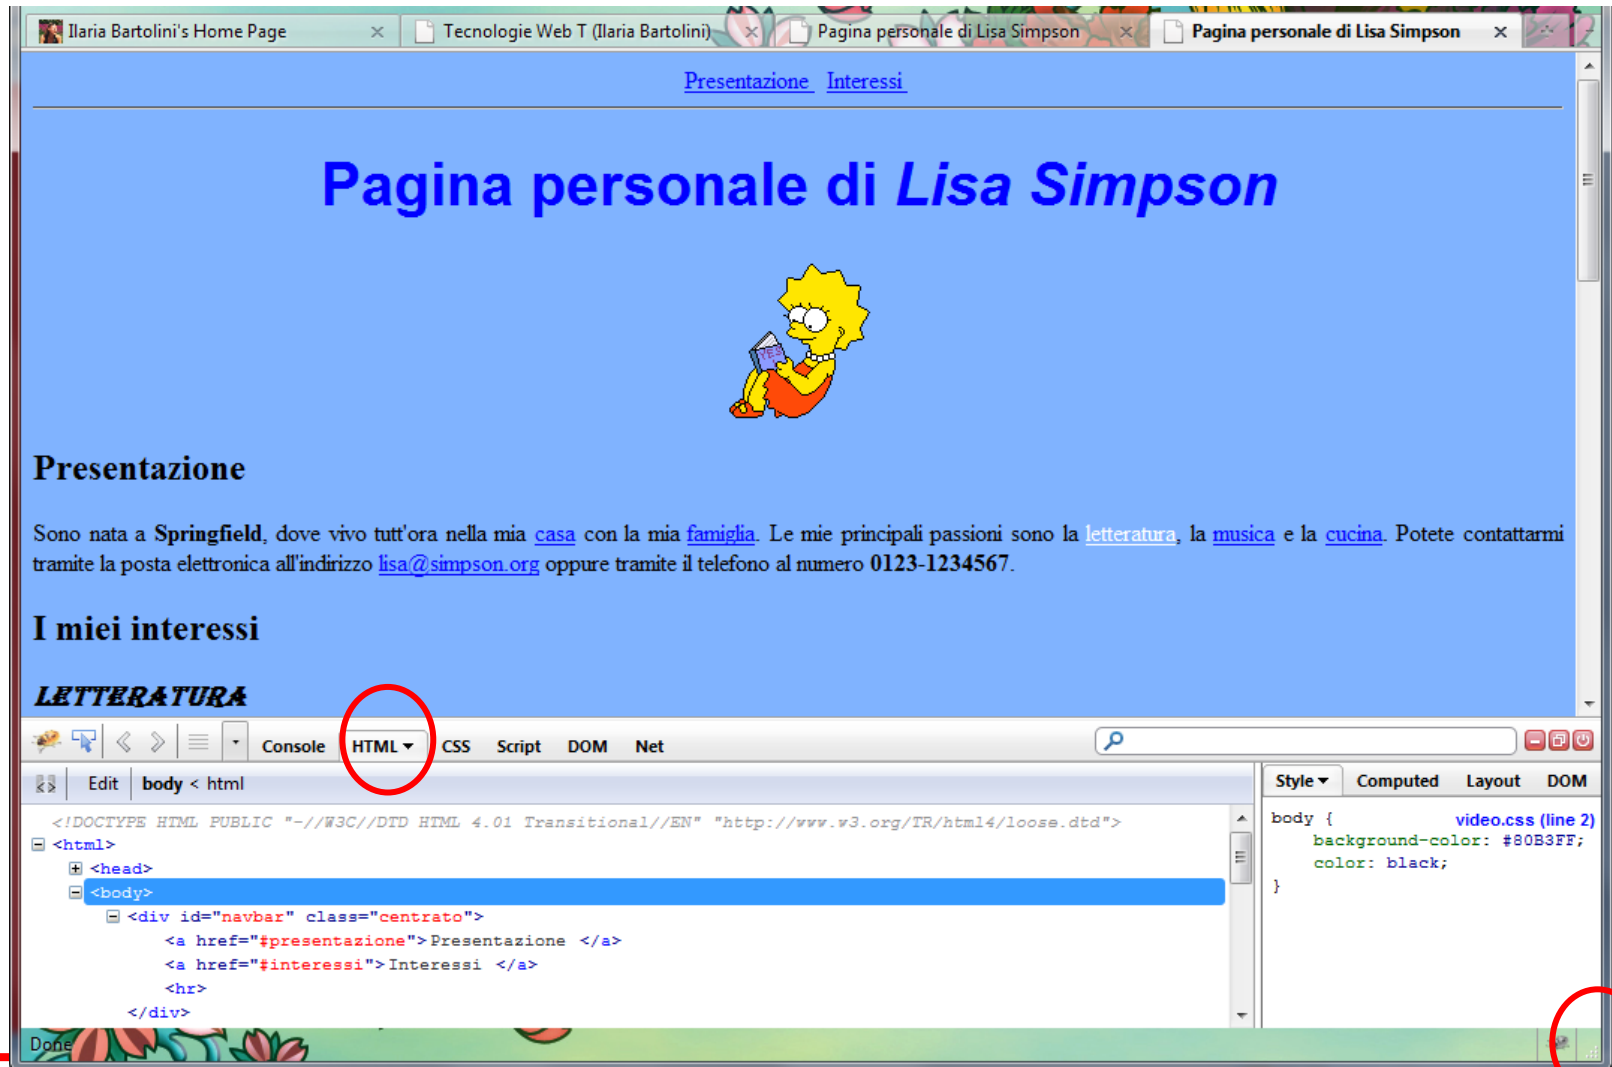 Ilaria Bartolini's Home Page
Tecnologie Web T (Ilaria Bartolini)
Pagina personale di Lisa Simpson
Pagina personale di Lisa Simpson
Presentazione Interessi
Pagina personale di Lisa Simpson
YES
Presentazione
Sono nata a Springfield, dove vivo tutt'ora nella mia casa con la mia famiglia. Le mie principali passioni sono la letteratura, la musica e la cucina. Potete contattarmi
tramite la posta elettronica all'indirizzo lisa@simpson.org oppure tramite il telefono al numero 0123-1234567.
I miei interessi
LETTERATURA
Console HTML CSS Script DOM Net
Edit body < html
Style Computed Layout DOM
<!DOCTYPE HTML PUBLIC "-//W3C//DTD HTML 4.01 Transitional//EN" "http://www.w3.org/TR/html4/loose.dtd">
<html>
<head>
<body>
<div id="navbar" class="centrato">
<a href="#presentazione">Presentazione </a>
<a href="#interessi">Interessi </a>
<hr>
</div>
body { video.css (line 2)
background-color: #80B3FF;
color: black;
}
Done